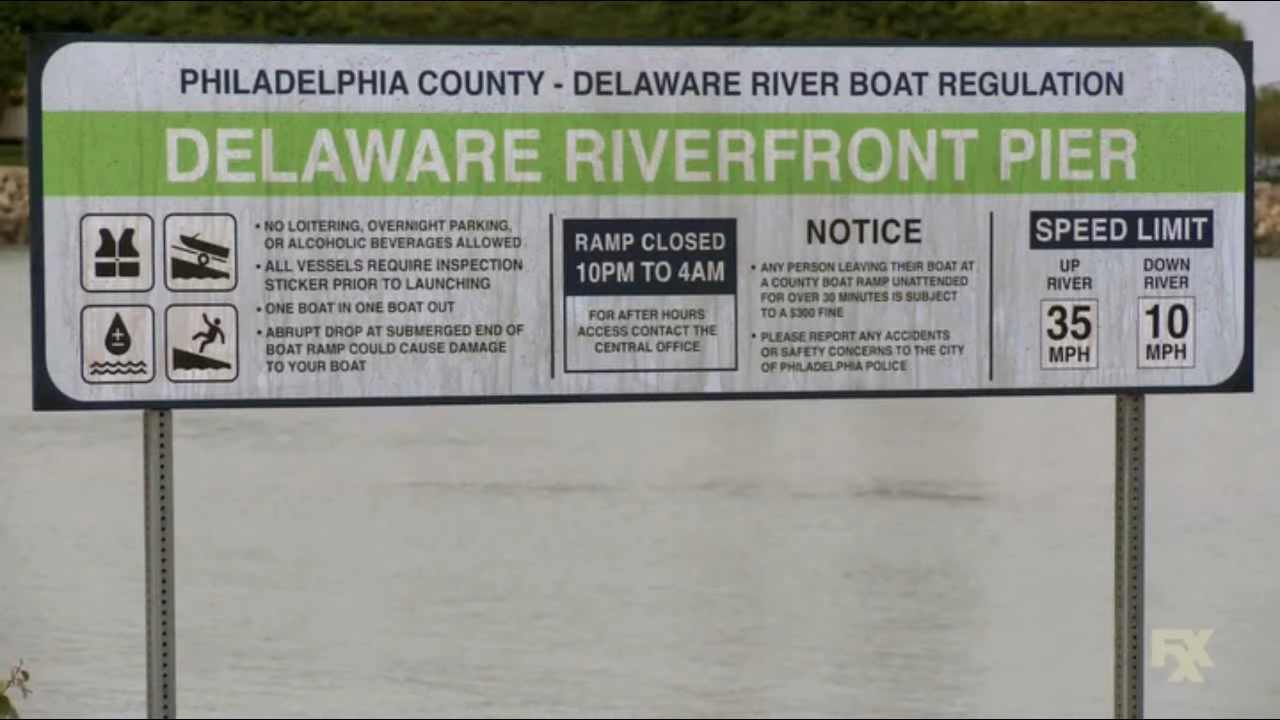 PHILADELPHIA COUNTY - DELAWARE RIVER BOAT REGULATION
DELAWARE RIVERFRONT PIER
• NO LOITERING, OVERNIGHT PARKING,
OR ALCOHOLIC BEVERAGES ALLOWED
• ALL VESSELS REQUIRE INSPECTION
STICKER PRIOR TO LAUNCHING
• ONE BOAT IN ONE BOAT OUT
• ABRUPT DROP AT SUBMERGED END OF
BOAT RAMP COULD CAUSE DAMAGE
TO YOUR BOAT
RAMP CLOSED
10PM TO 4AM
FOR AFTER HOURS
ACCESS CONTACT THE
CENTRAL OFFICE
NOTICE
• ANY PERSON LEAVING THEIR BOAT AT
A COUNTY BOAT RAMP UNATTENDED
FOR OVER 30 MINUTES IS SUBJECT
TO A $300 FINE
• PLEASE REPORT ANY ACCIDENTS
OR SAFETY CONCERNS TO THE CITY
OF PHILADELPHIA POLICE
SPEED LIMIT
UP
RIVER
35
MPH
DOWN
RIVER
10
MPH
FXX